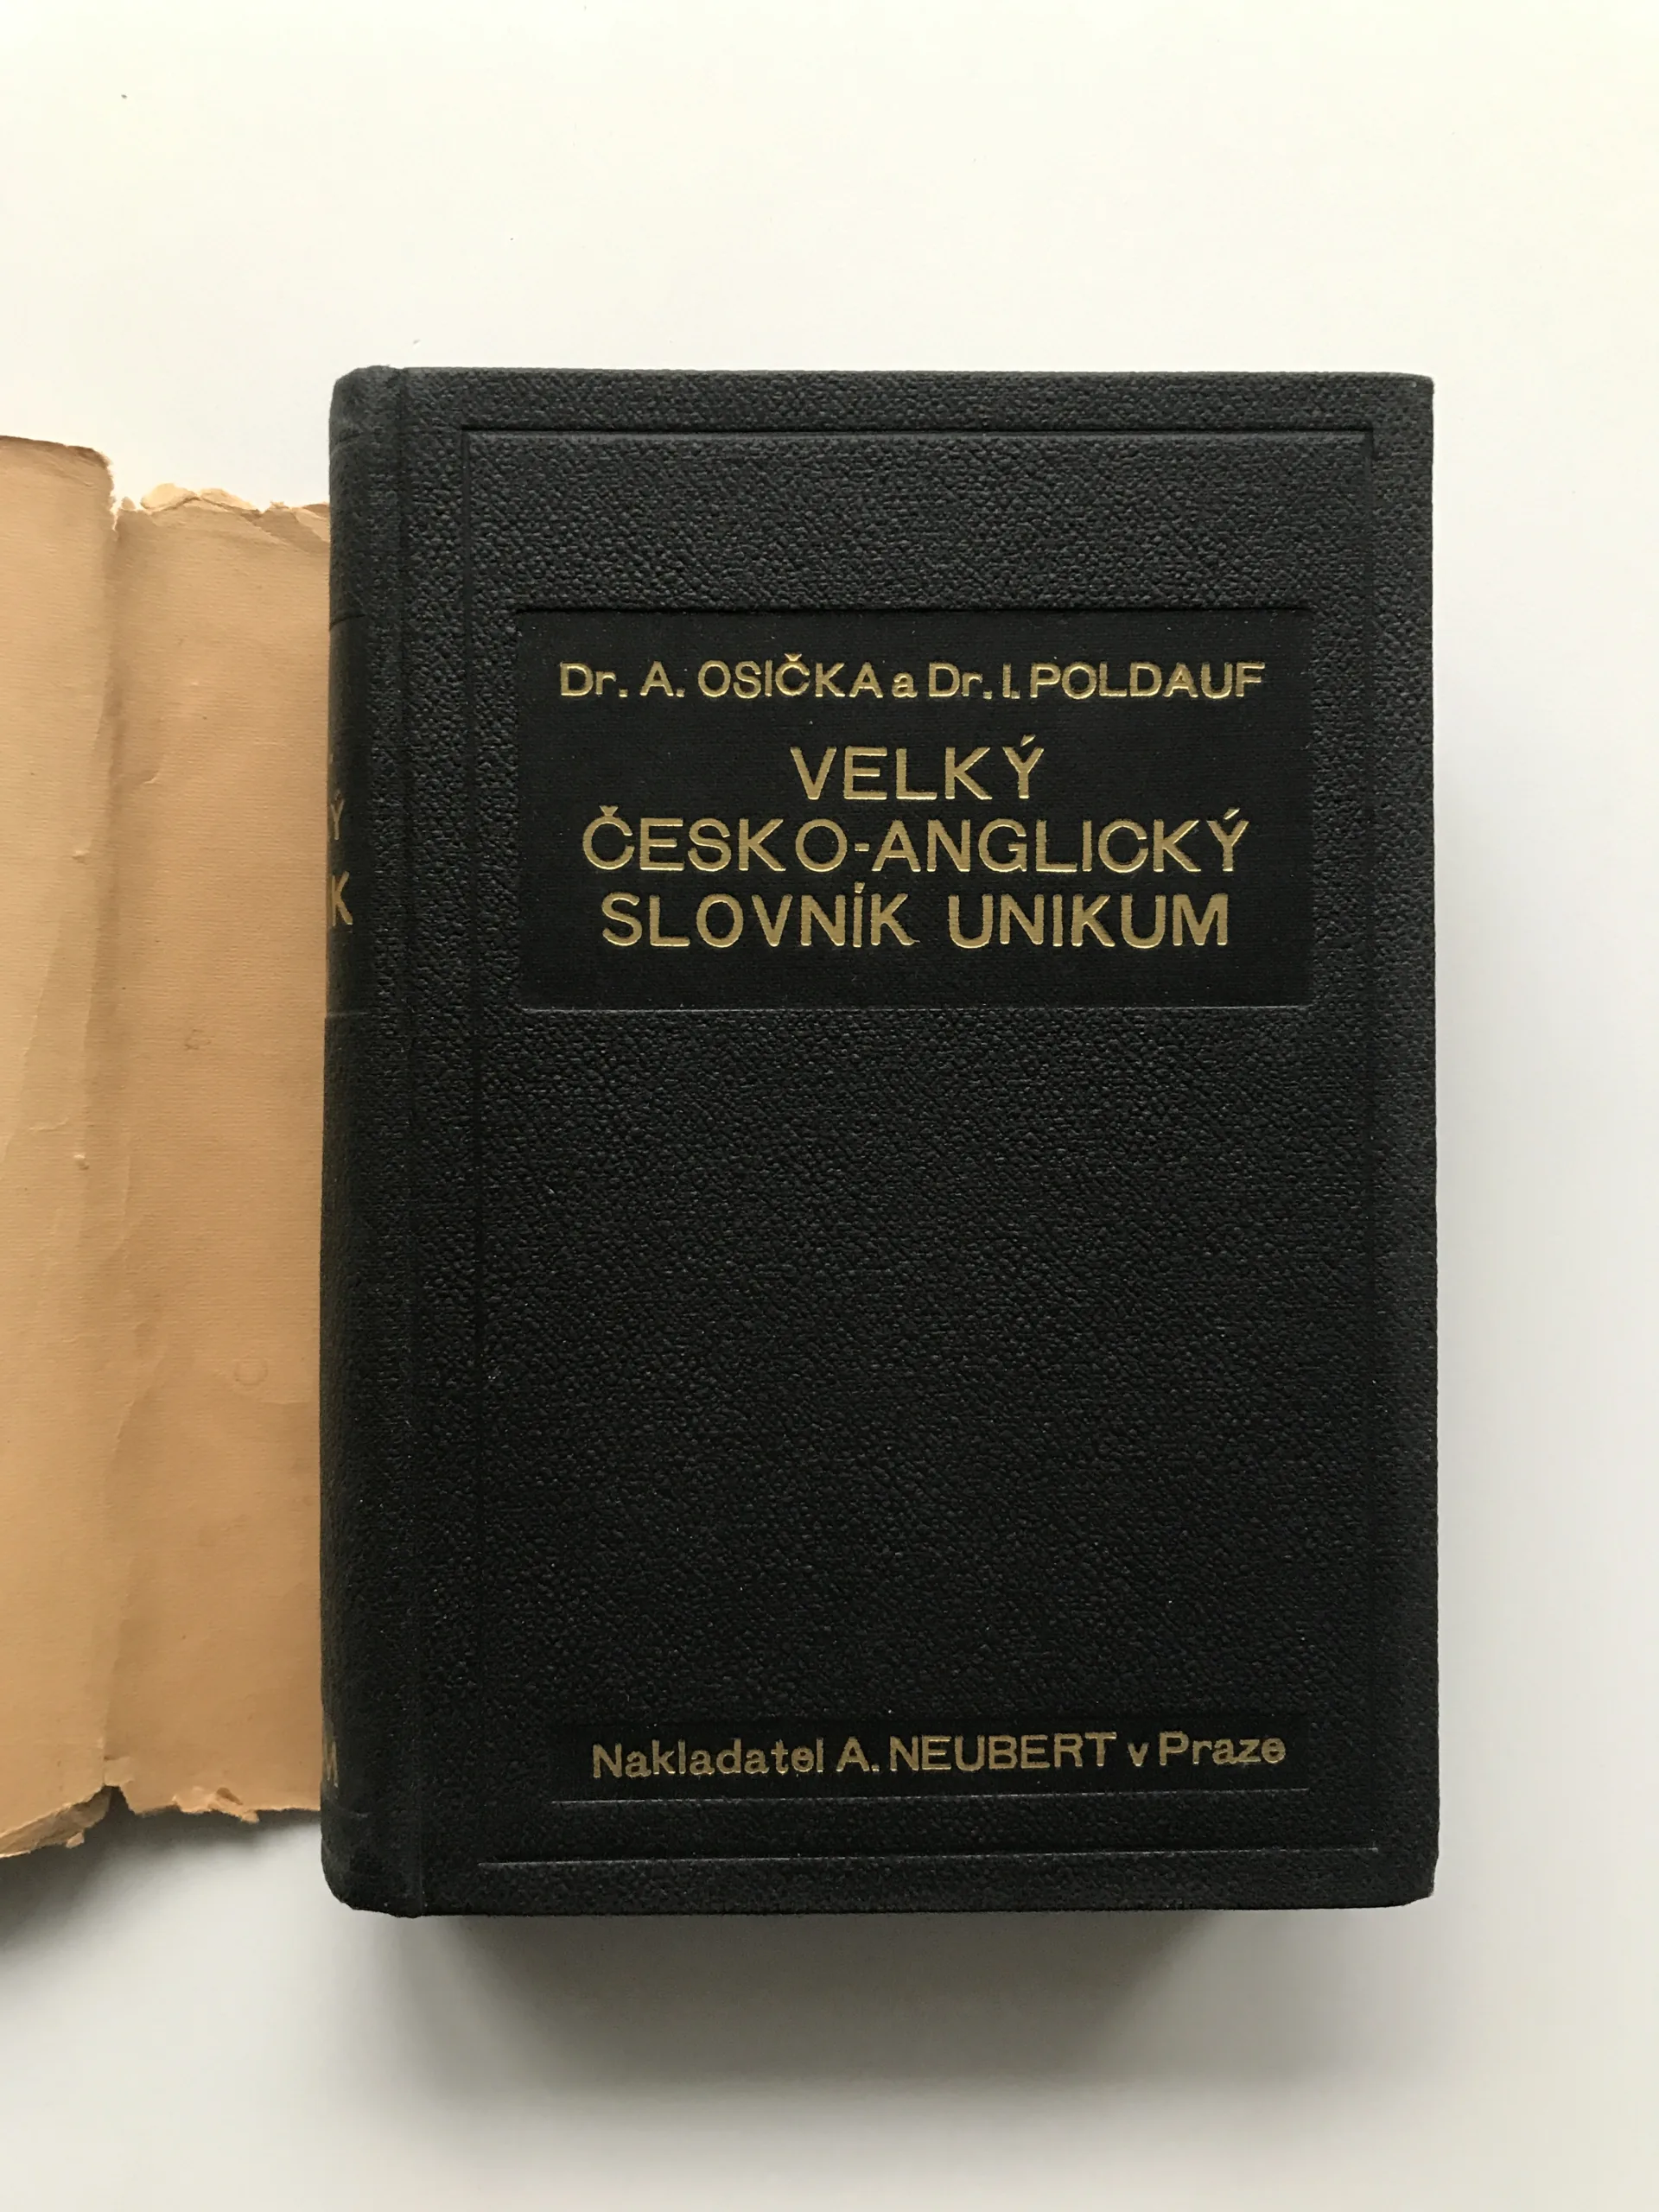 Dr. A. OSIČKA a Dr. I. POLDAUF
VELKÝ
ČESKO-ANGLICKÝ
SLOVNÍK UNIKUM
Nakladatel A. NEUBERT v Praze